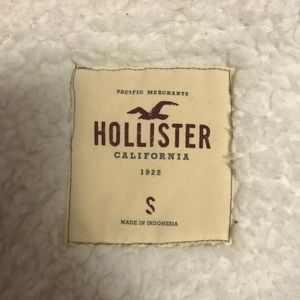 PACIFIC MERCHANTS
HOLLISTER
CALIFORNIA
1922
S
MADE IN INDONESIA